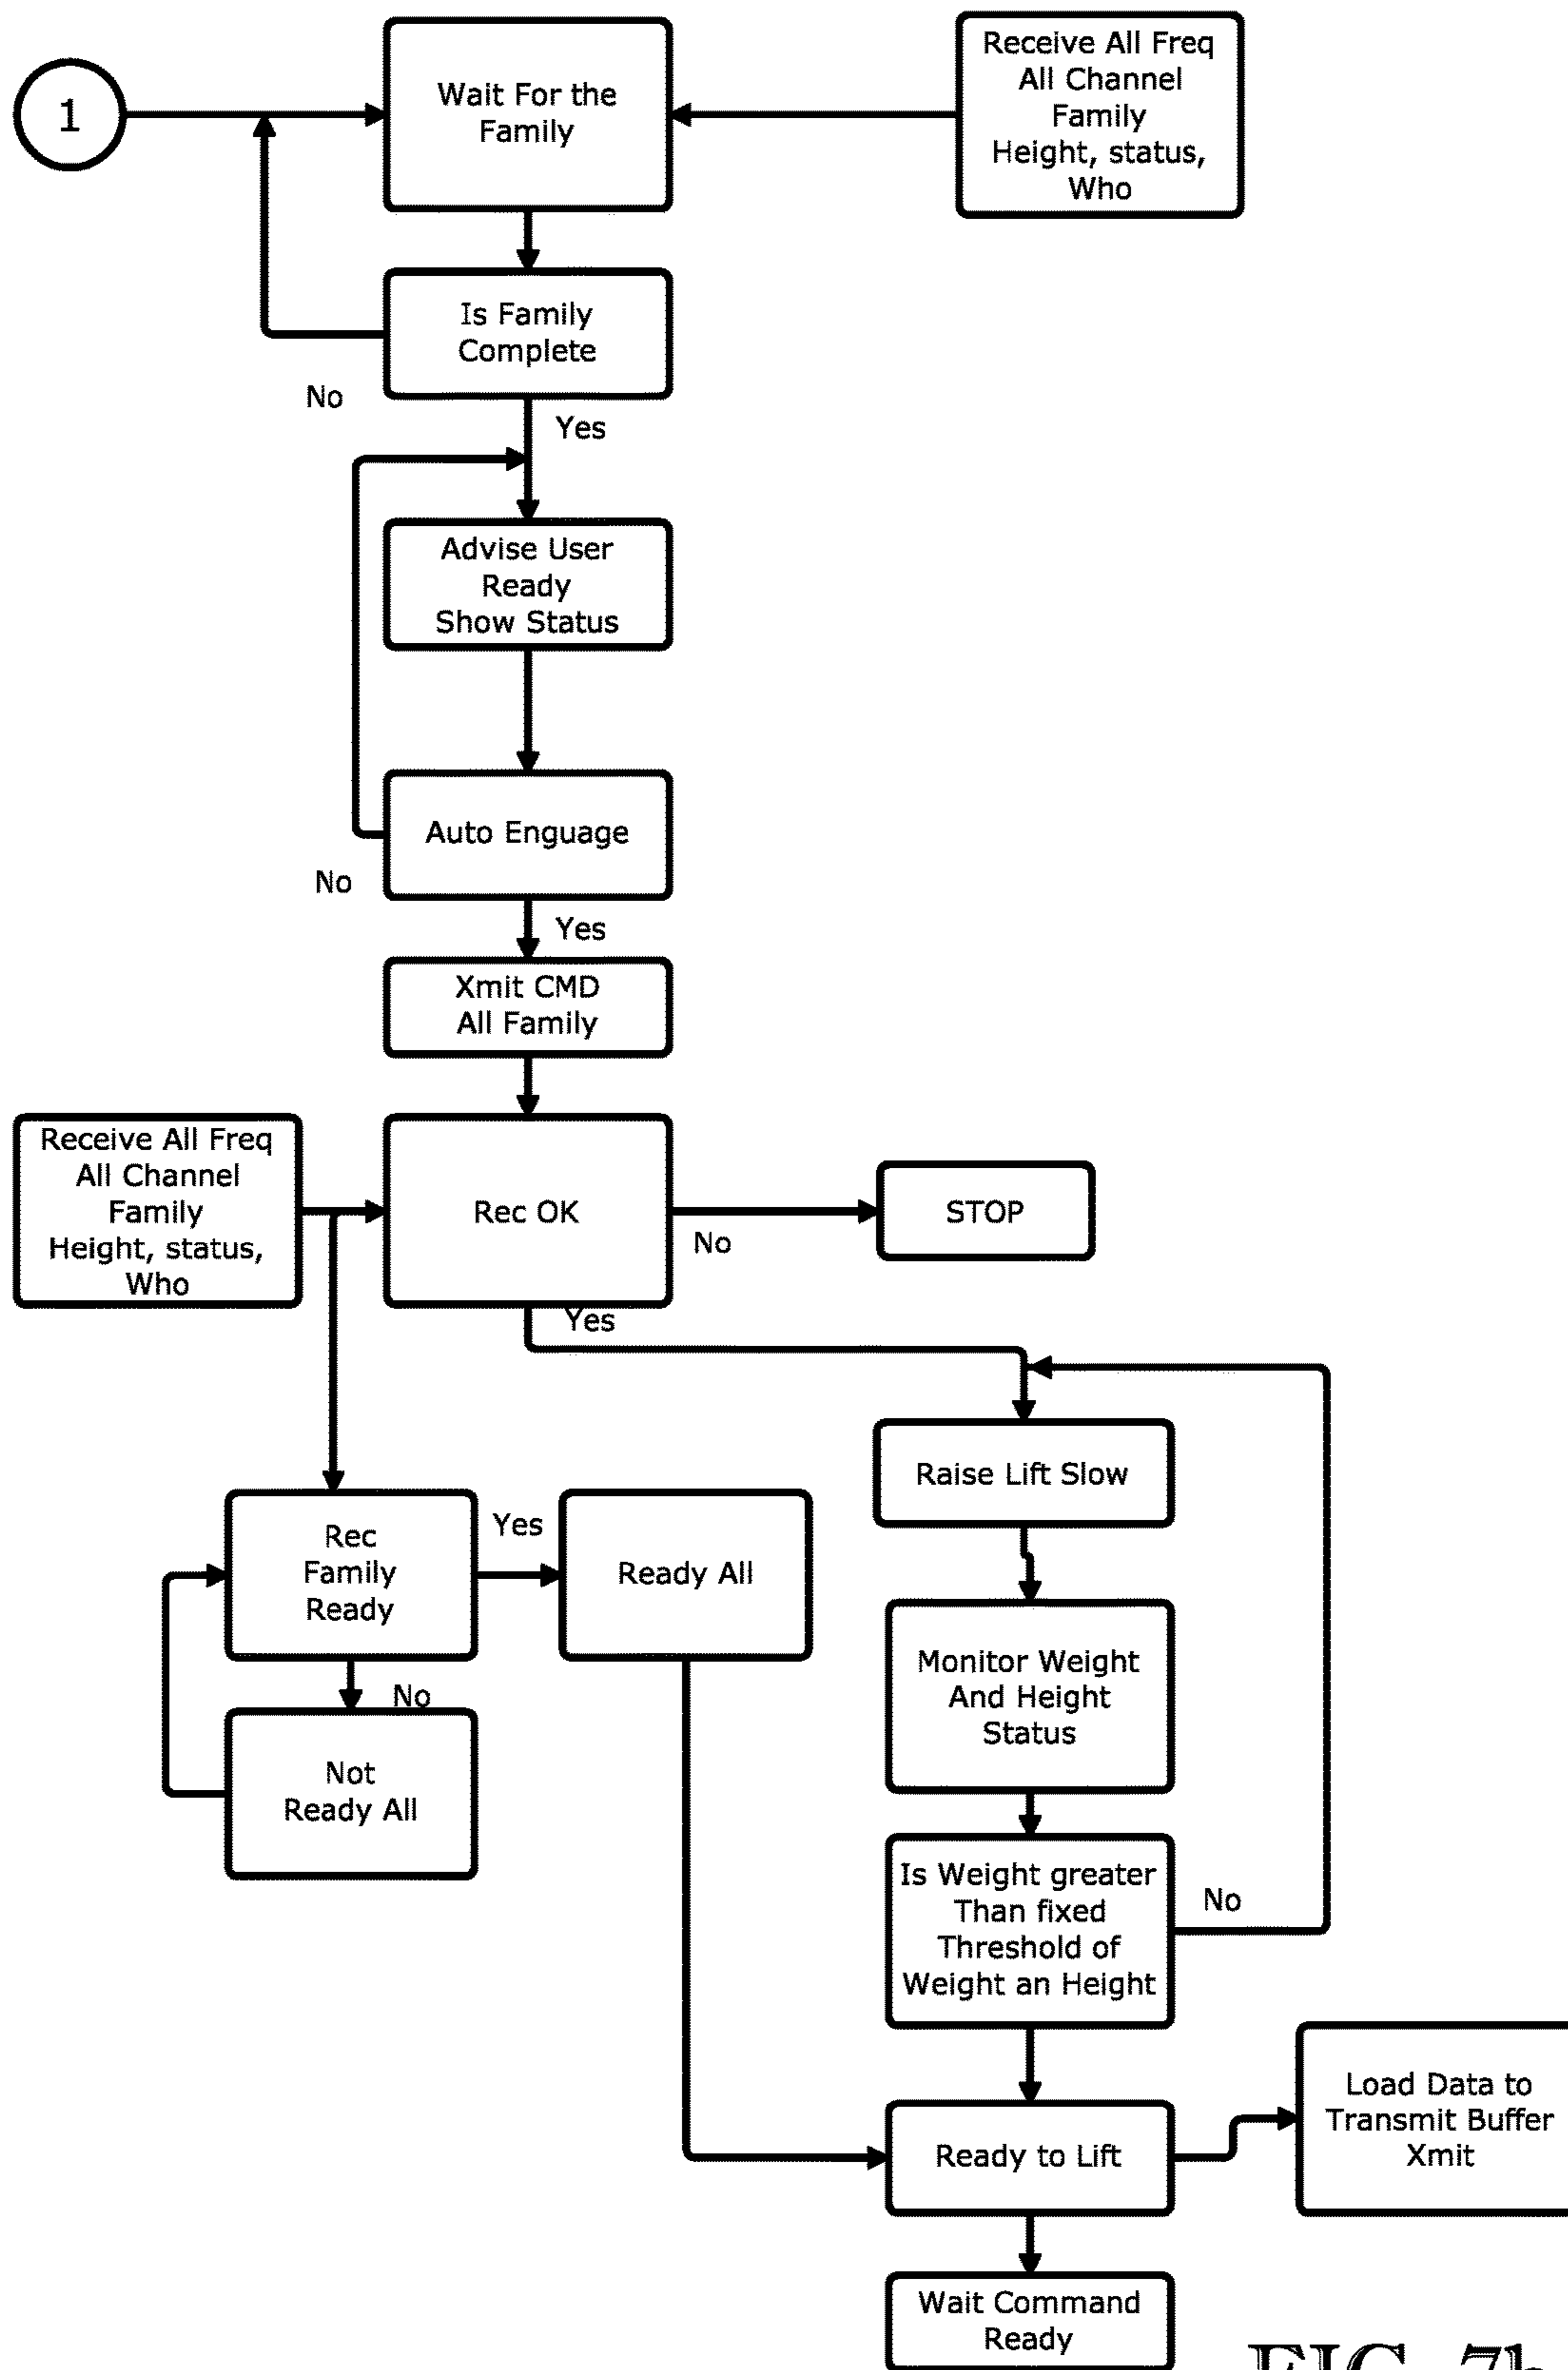 1
Wait For the
Family
Receive All Freq
All Channel
Family
Height, status,
Who
Is Family
Complete
No
Yes
Advise User
Ready
Show Status
Auto Enguage
No
Yes
Xmit CMD
All Family
Receive All Freq
All Channel
Family
Height, status,
Who
Rec OK
No
STOP
Yes
Raise Lift Slow
Rec
Family
Ready
Yes
Ready All
No
Not
Ready All
Monitor Weight
And Height
Status
Is Weight greater
Than fixed
Threshold of
Weight an Height
No
Ready to Lift
Load Data to
Transmit Buffer
Xmit
Wait Command
Ready
FIG. 7b